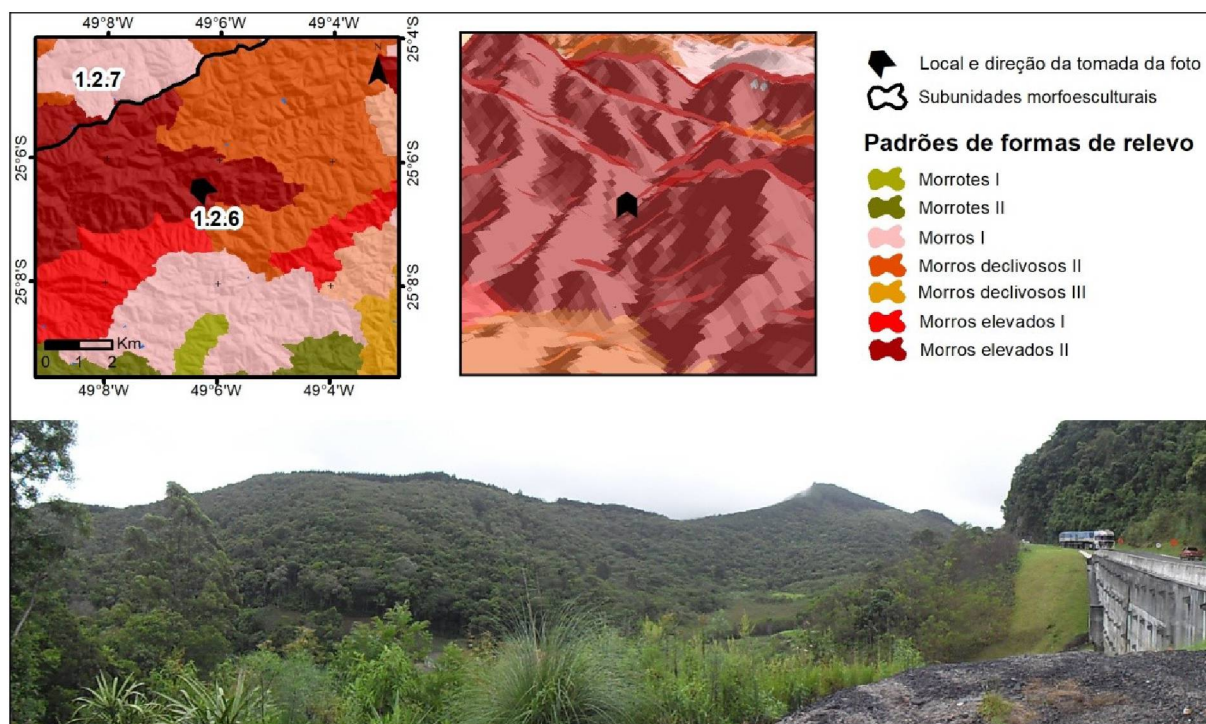 49°8'W
49°6'W
49°4'W
25°4'S
1.2.7
N
25°6'S
25°6'S
1.2.6
25°8'S
25°8'S
Km
0 1 2
49°8'W
49°6'W
49°4'W
Local e direção da tomada da foto
Subunidades morfoesculturais
Padrões de formas de relevo
Morrotes I
Morrotes II
Morros I
Morros declivosos II
Morros declivosos III
Morros elevados I
Morros elevados II